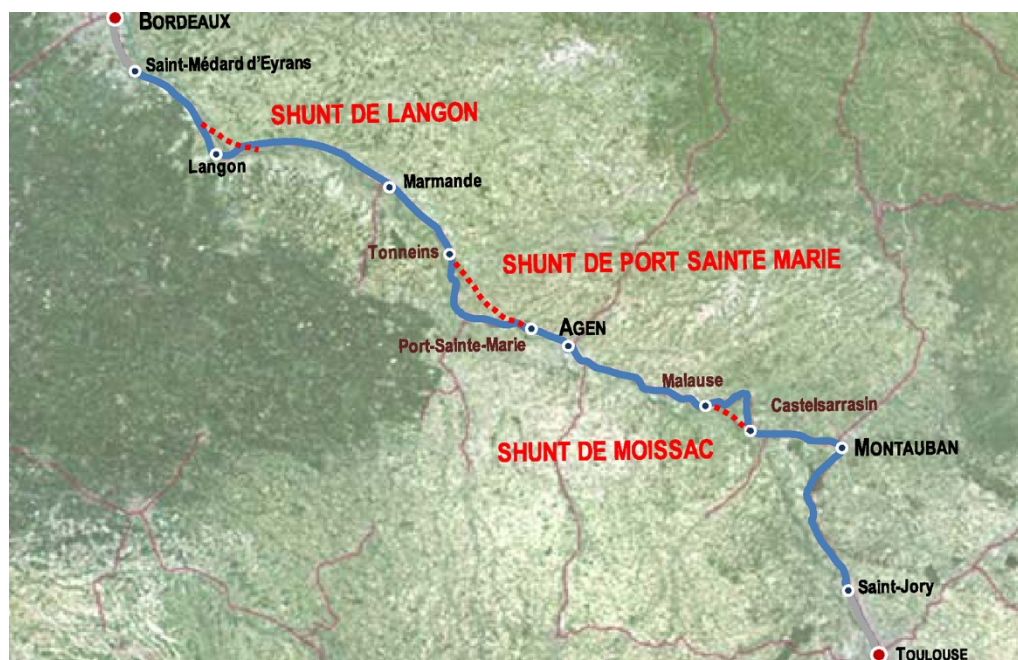 BORDEAUX
Saint-Médard d'Eyrans
SHUNT DE LANGON
Langon
Marmande
Tonneins
SHUNT DE PORT SAINTE MARIE
AGEN
Port-Sainte-Marie
Malause
Castelsarrasin
SHUNT DE MOISSAC
MONTAUBAN
Saint-Jory
TOULOUSE